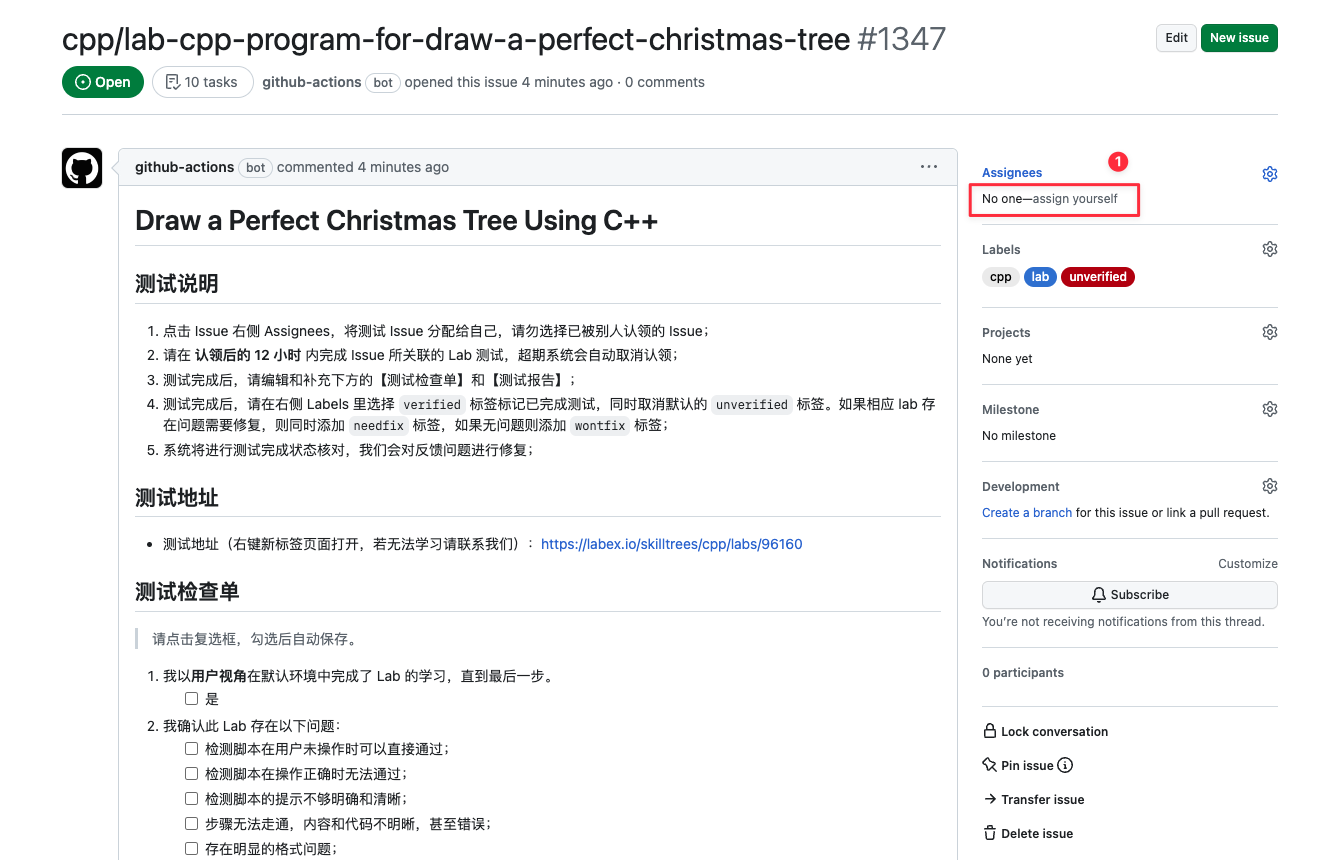 cpp/lab-cpp-program-for-draw-a-perfect-christmas-tree #1347
Edit
New issue
Open
10 tasks
github-actions bot opened this issue 4 minutes ago · 0 comments
github-actions bot commented 4 minutes ago
Draw a Perfect Christmas Tree Using C++
测试说明
1. 点击 Issue 右侧 Assignees，将测试 Issue 分配给自己，请勿选择已被别人认领的 Issue；
2. 请在 认领后的 12 小时 内完成 Issue 所关联的 Lab 测试，超期系统会自动取消认领；
3. 测试完成后，请编辑和补充下方的【测试检查单】和【测试报告】；
4. 测试完成后，请在右侧 Labels 里选择 verified 标签标记已完成测试，同时取消默认的 unverified 标签。如果相应 lab 存
在问题需要修复，则同时添加 needfix 标签，如果无问题则添加 wontfix 标签；
5. 系统将进行测试完成状态核对，我们会对反馈问题进行修复；
测试地址
• 测试地址（右键新标签页面打开，若无法学习请联系我们）：https://labex.io/skilltrees/cpp/labs/96160
测试检查单
请点击复选框，勾选后自动保存。
1. 我以用户视角在默认环境中完成了 Lab 的学习，直到最后一步。
是
2. 我确认此 Lab 存在以下问题：
检测脚本在用户未操作时可以直接通过；
检测脚本在操作正确时无法通过；
检测脚本的提示不够明确和清晰；
步骤无法走通，内容和代码不明晰，甚至错误；
存在明显的格式问题；
1
Assignees
No one—assign yourself
Labels
cpp lab unverified
Projects
None yet
Milestone
No milestone
Development
Create a branch for this issue or link a pull request.
Notifications
Customize
Subscribe
You're not receiving notifications from this thread.
0 participants
Lock conversation
Pin issue
Transfer issue
Delete issue